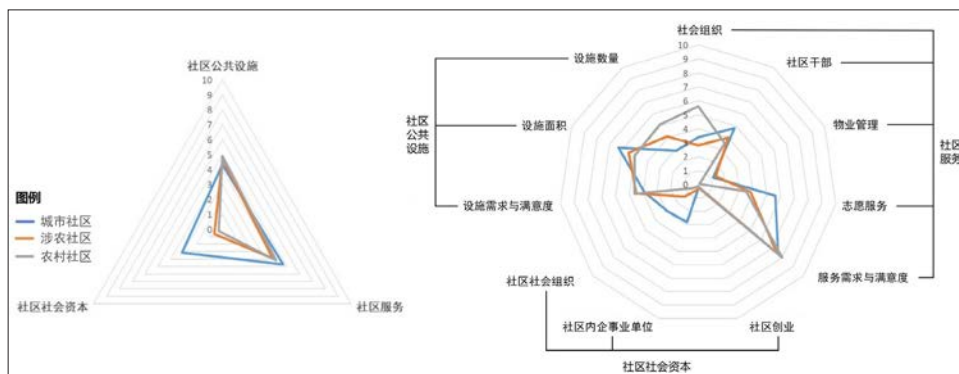 社区公共设施
10
9
8
7
6
5
4
3
2
1
0
图例
城市社区
涉农社区
农村社区
社区社会资本
社区服务
社会组织
10
9
8
7
6
5
4
3
2
1
0
设施数量
社区干部
设施面积
物业管理
社区
公共
设施
社区
服务
设施需求与满意度
志愿服务
社区社会组织
服务需求与满意度
社区内企事业单位
社区创业
社区社会资本